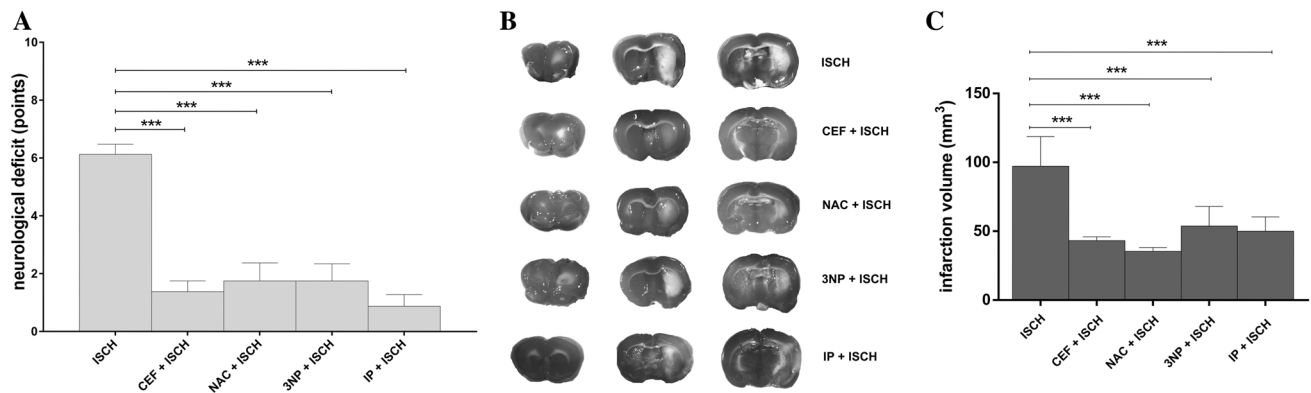 A
neurological deficit (points)
10
8
6
4
2
0
***
***
***
***
ISCH
CEF + ISCH
NAC + ISCH
3NP + ISCH
IP + ISCH
B
ISCH
CEF + ISCH
NAC + ISCH
3NP + ISCH
IP + ISCH
C
infarction volume (mm³)
150
100
50
0
***
***
***
***
ISCH
CEF + ISCH
NAC + ISCH
3NP + ISCH
IP + ISCH